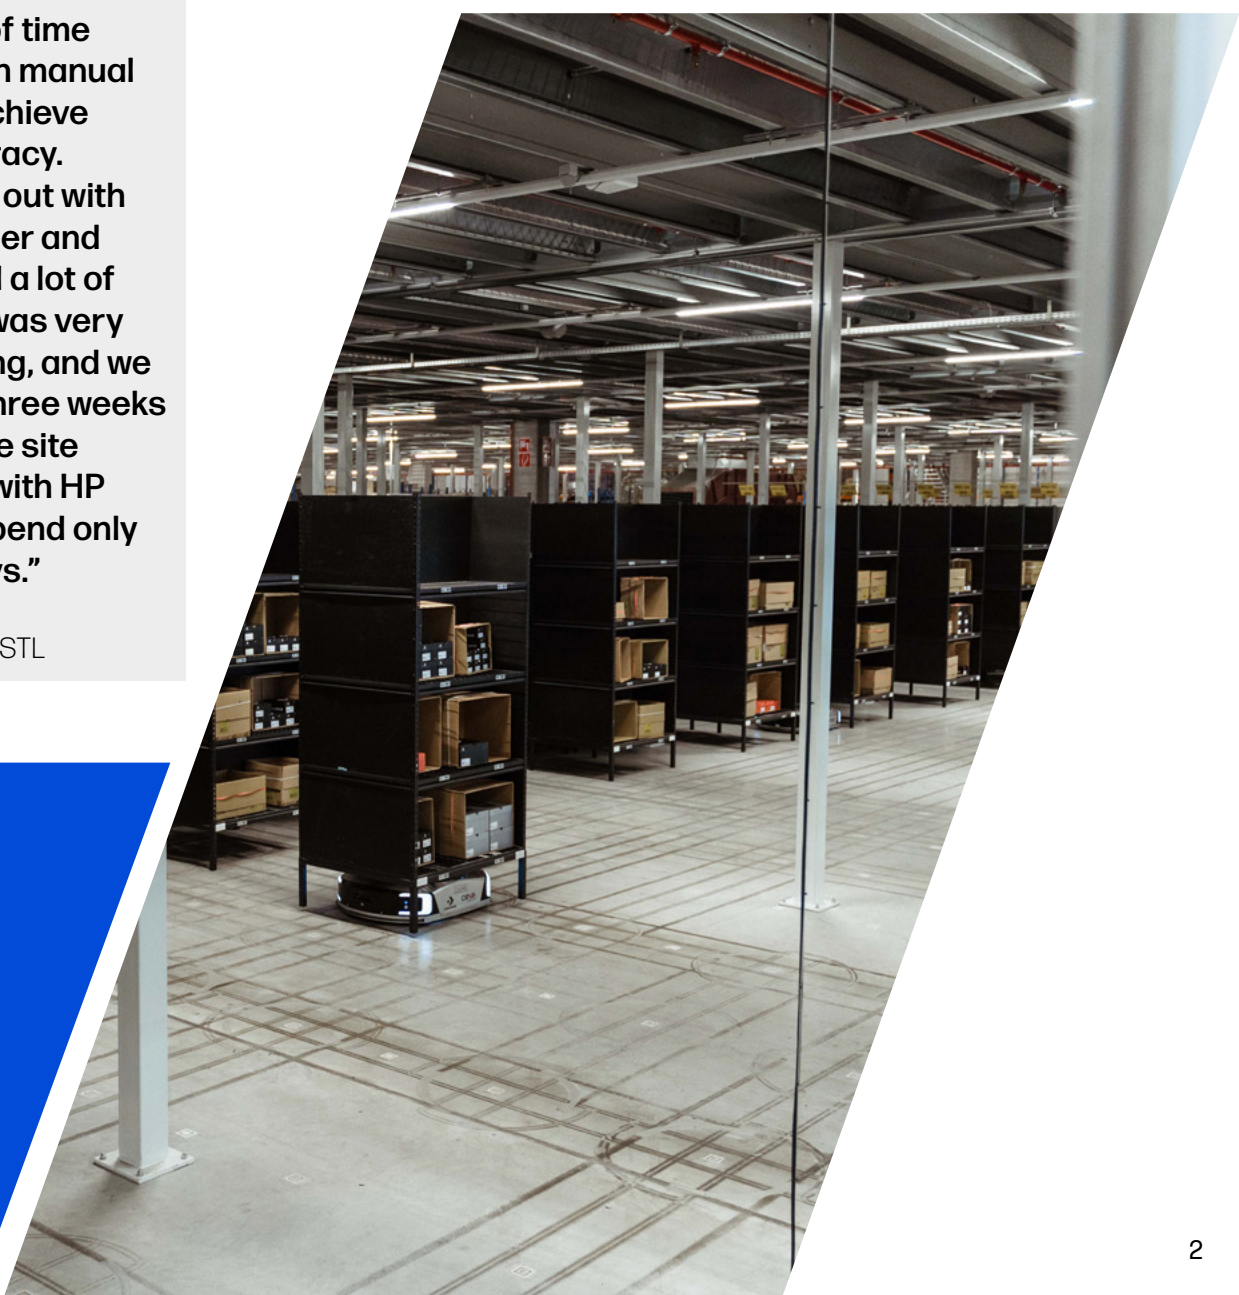 f time
n manual
chieve
racy.
out with
er and
a lot of
was very
ng, and we
hree weeks
e site
with HP
pend only
s.”
STL
2